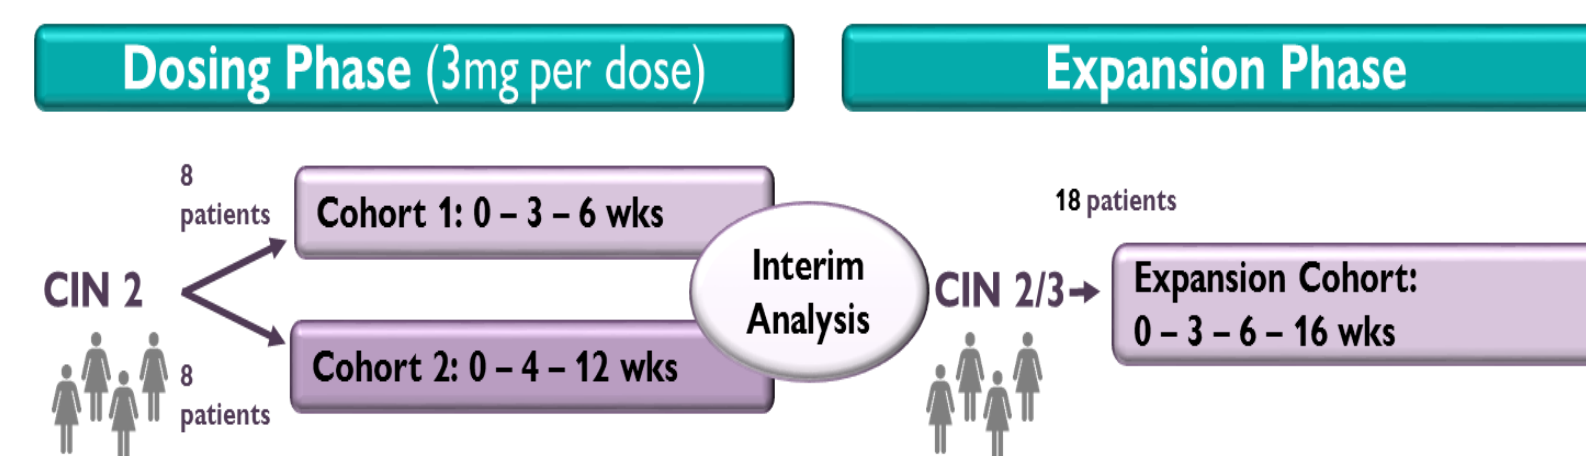 Dosing Phase (3mg per dose)
Expansion Phase
8
patients
Cohort 1: 0 – 3 – 6 wks
CIN 2
8
patients
Cohort 2: 0 – 4 – 12 wks
Interim
Analysis
18 patients
CIN 2/3
Expansion Cohort:
0 – 3 – 6 – 16 wks